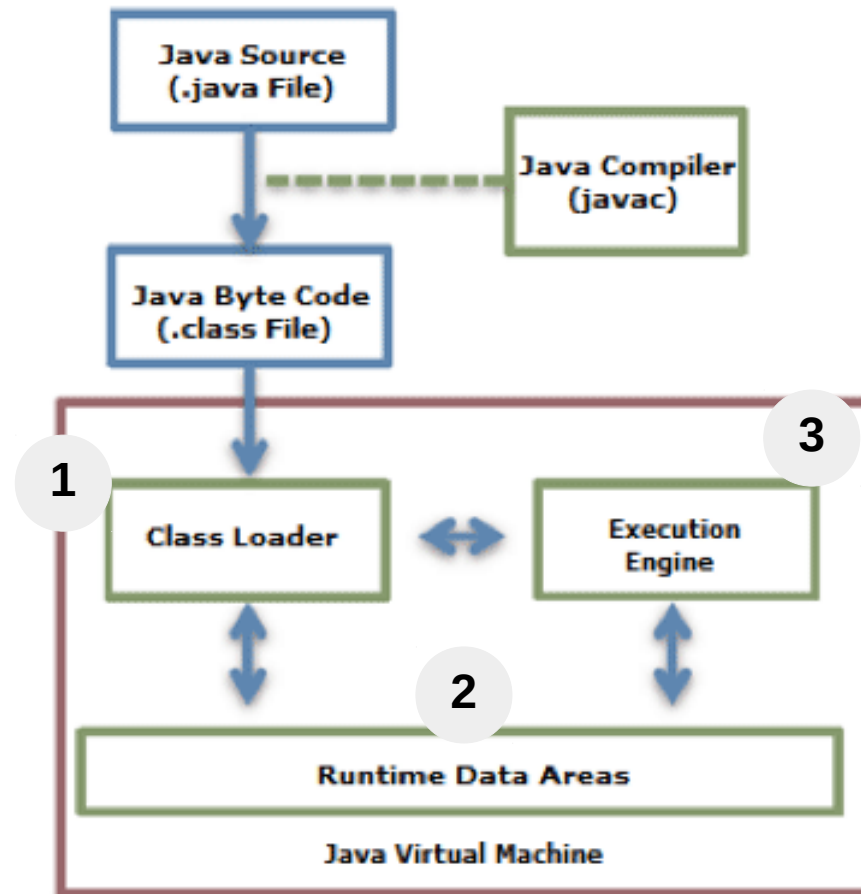 Java Source
(.java File)
Java Compiler
(javac)
Java Byte Code
(.class File)
1
3
Class Loader
Execution
Engine
2
Runtime Data Areas
Java Virtual Machine